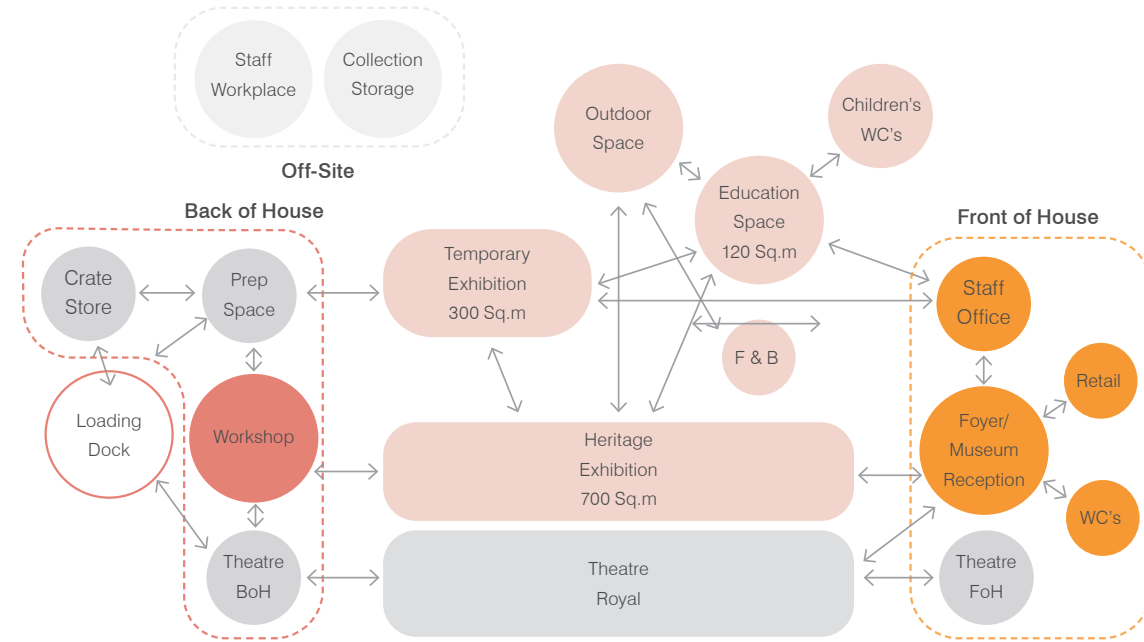 Staff
Workplace
Collection
Storage
Off-Site
Outdoor
Space
Children's
WC's
Education
Space
120 Sq.m
Back of House
Front of House
Crate
Store
Prep
Space
Temporary
Exhibition
300 Sq.m
Staff
Office
F & B
Retail
Loading
Dock
Workshop
Heritage
Exhibition
700 Sq.m
Foyer/
Museum
Reception
WC's
Theatre
BoH
Theatre
Royal
Theatre
FoH